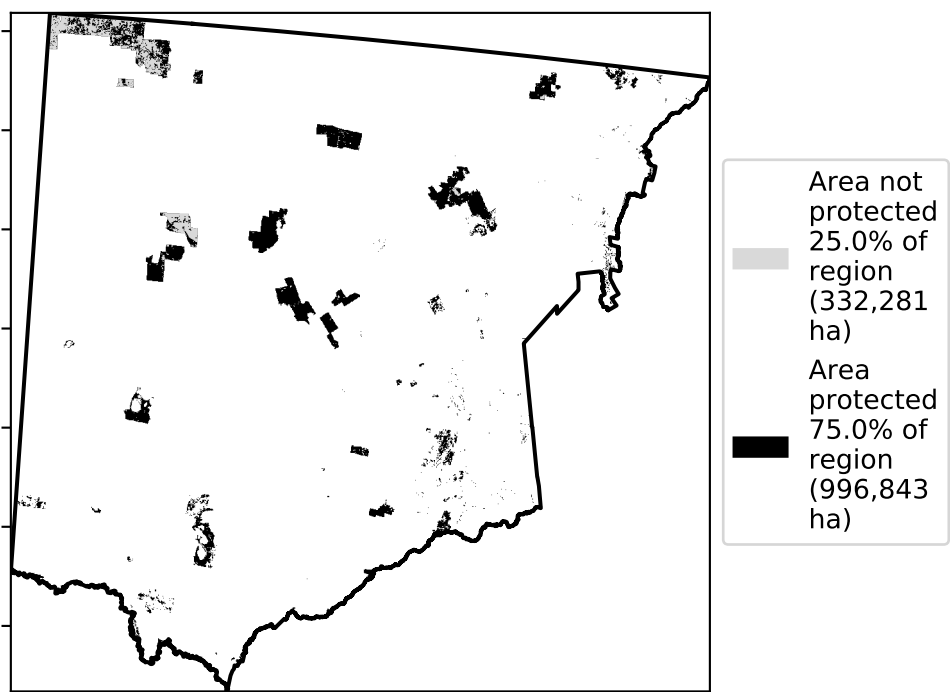 Area not
protected
25.0% of
region
(332,281
ha)
Area
protected
75.0% of
region
(996,843
ha)